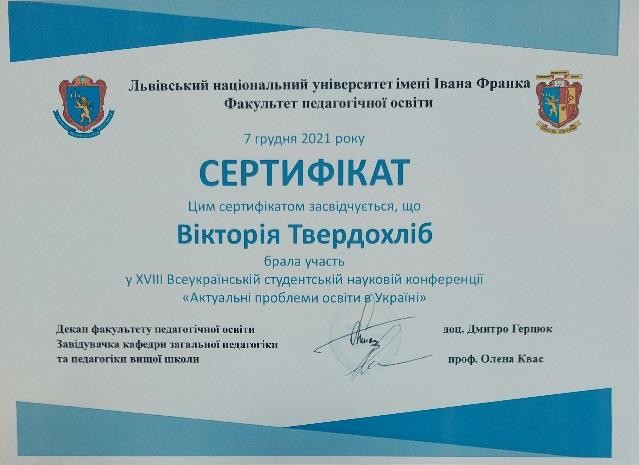 Львівський національний університет імені Івана Франка
Факультет педагогічної освіти
7 грудня 2021 року
СЕРТИФІКАТ
Цим сертифікатом засвідчується, що
Вікторія Твердохліб
брала участь
у XVIII Всеукраїнській студентській науковій конференції
«Актуальні проблеми освіти в Україні»
Декан факультету педагогічної освіти доц. Дмитро Герцюк
Завідувачка кафедри загальної педагогіки
та педагогіки вищої школи проф. Олена Квас